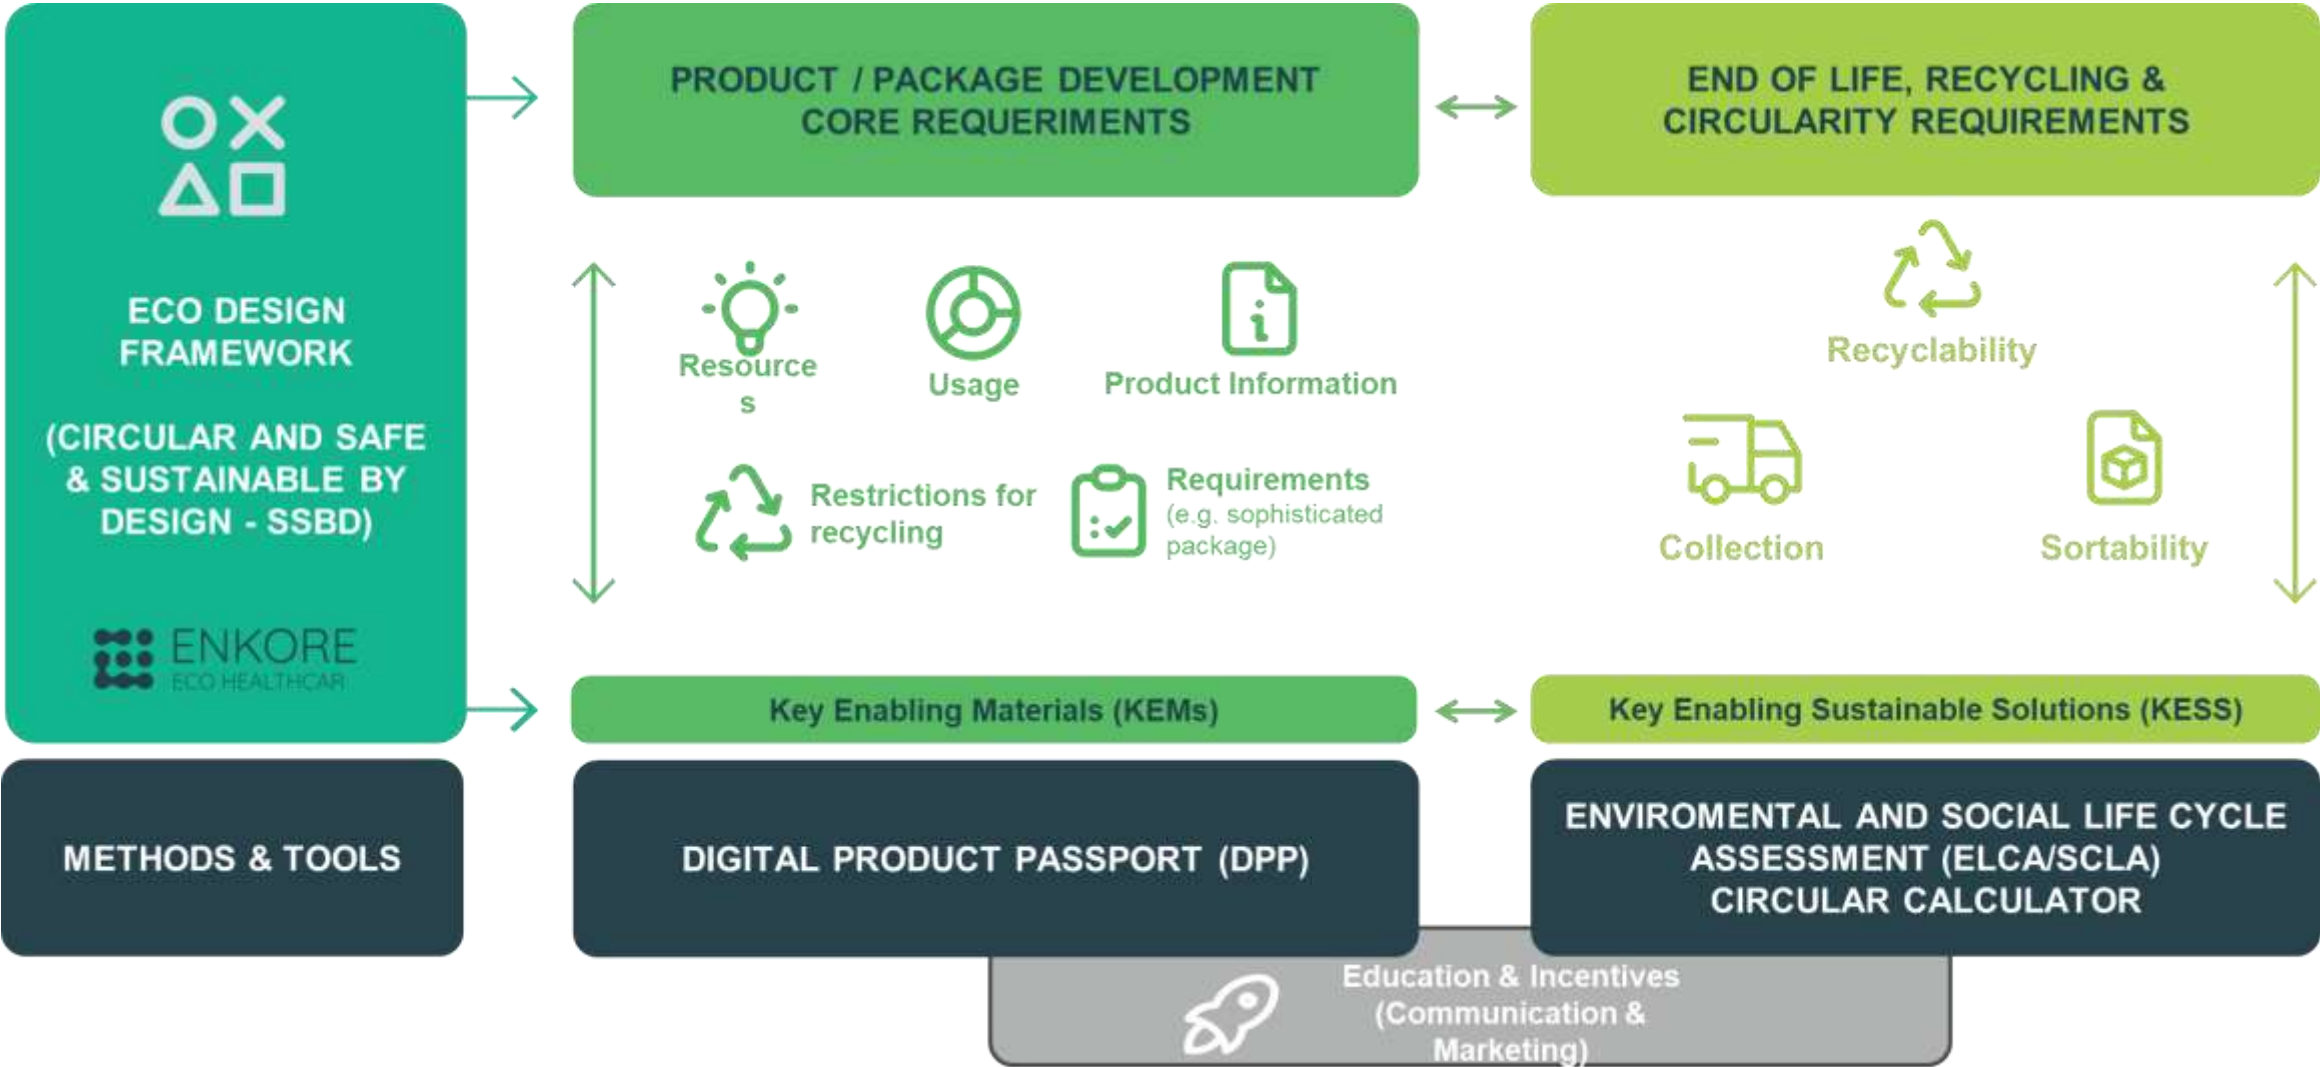 ECO DESIGN
FRAMEWORK
(CIRCULAR AND SAFE
& SUSTAINABLE BY
DESIGN - SSBD)
ENKORE
ECO HEALTHCAR
PRODUCT / PACKAGE DEVELOPMENT
CORE REQUERIMENTS
END OF LIFE, RECYCLING &
CIRCULARITY REQUIREMENTS
Resource
s
Usage
Product Information
Restrictions for
recycling
Requirements
(e.g. sophisticated
package)
Recyclability
Collection
Sortability
Key Enabling Materials (KEMs)
Key Enabling Sustainable Solutions (KESS)
METHODS & TOOLS
DIGITAL PRODUCT PASSPORT (DPP)
ENVIROMENTAL AND SOCIAL LIFE CYCLE
ASSESSMENT (ELCA/SCLA)
CIRCULAR CALCULATOR
Education & Incentives
(Communication &
Marketing)